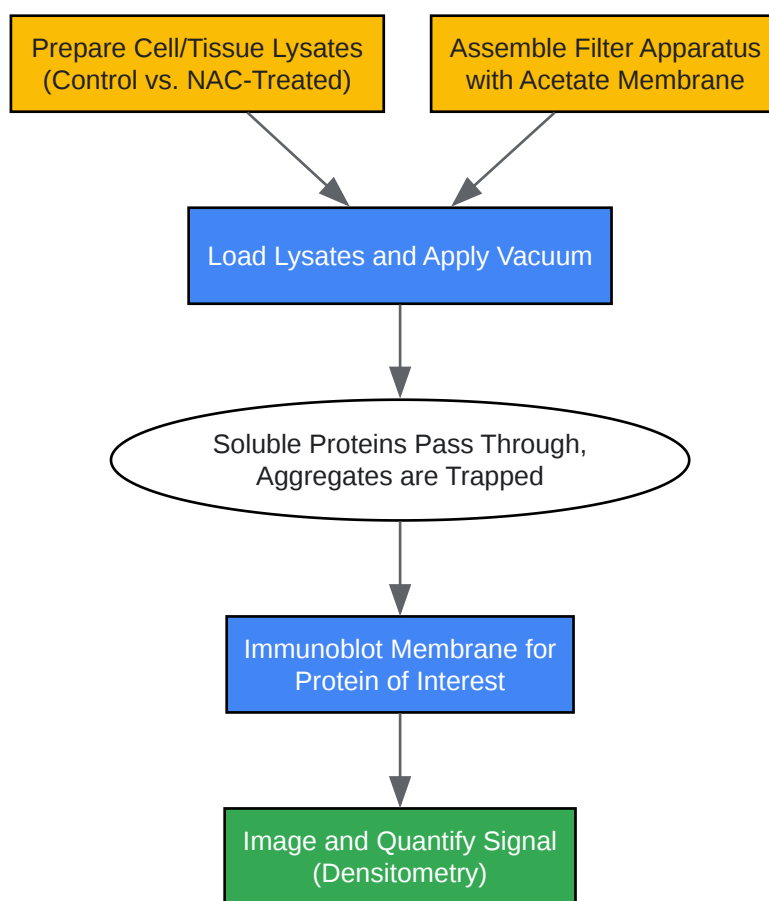 Prepare Cell/Tissue Lysates
(Control vs. NAC-Treated)
Assemble Filter Apparatus
with Acetate Membrane
Load Lysates and Apply Vacuum
Soluble Proteins Pass Through,
Aggregates are Trapped
Immunoblot Membrane for
Protein of Interest
Image and Quantify Signal
(Densitometry)